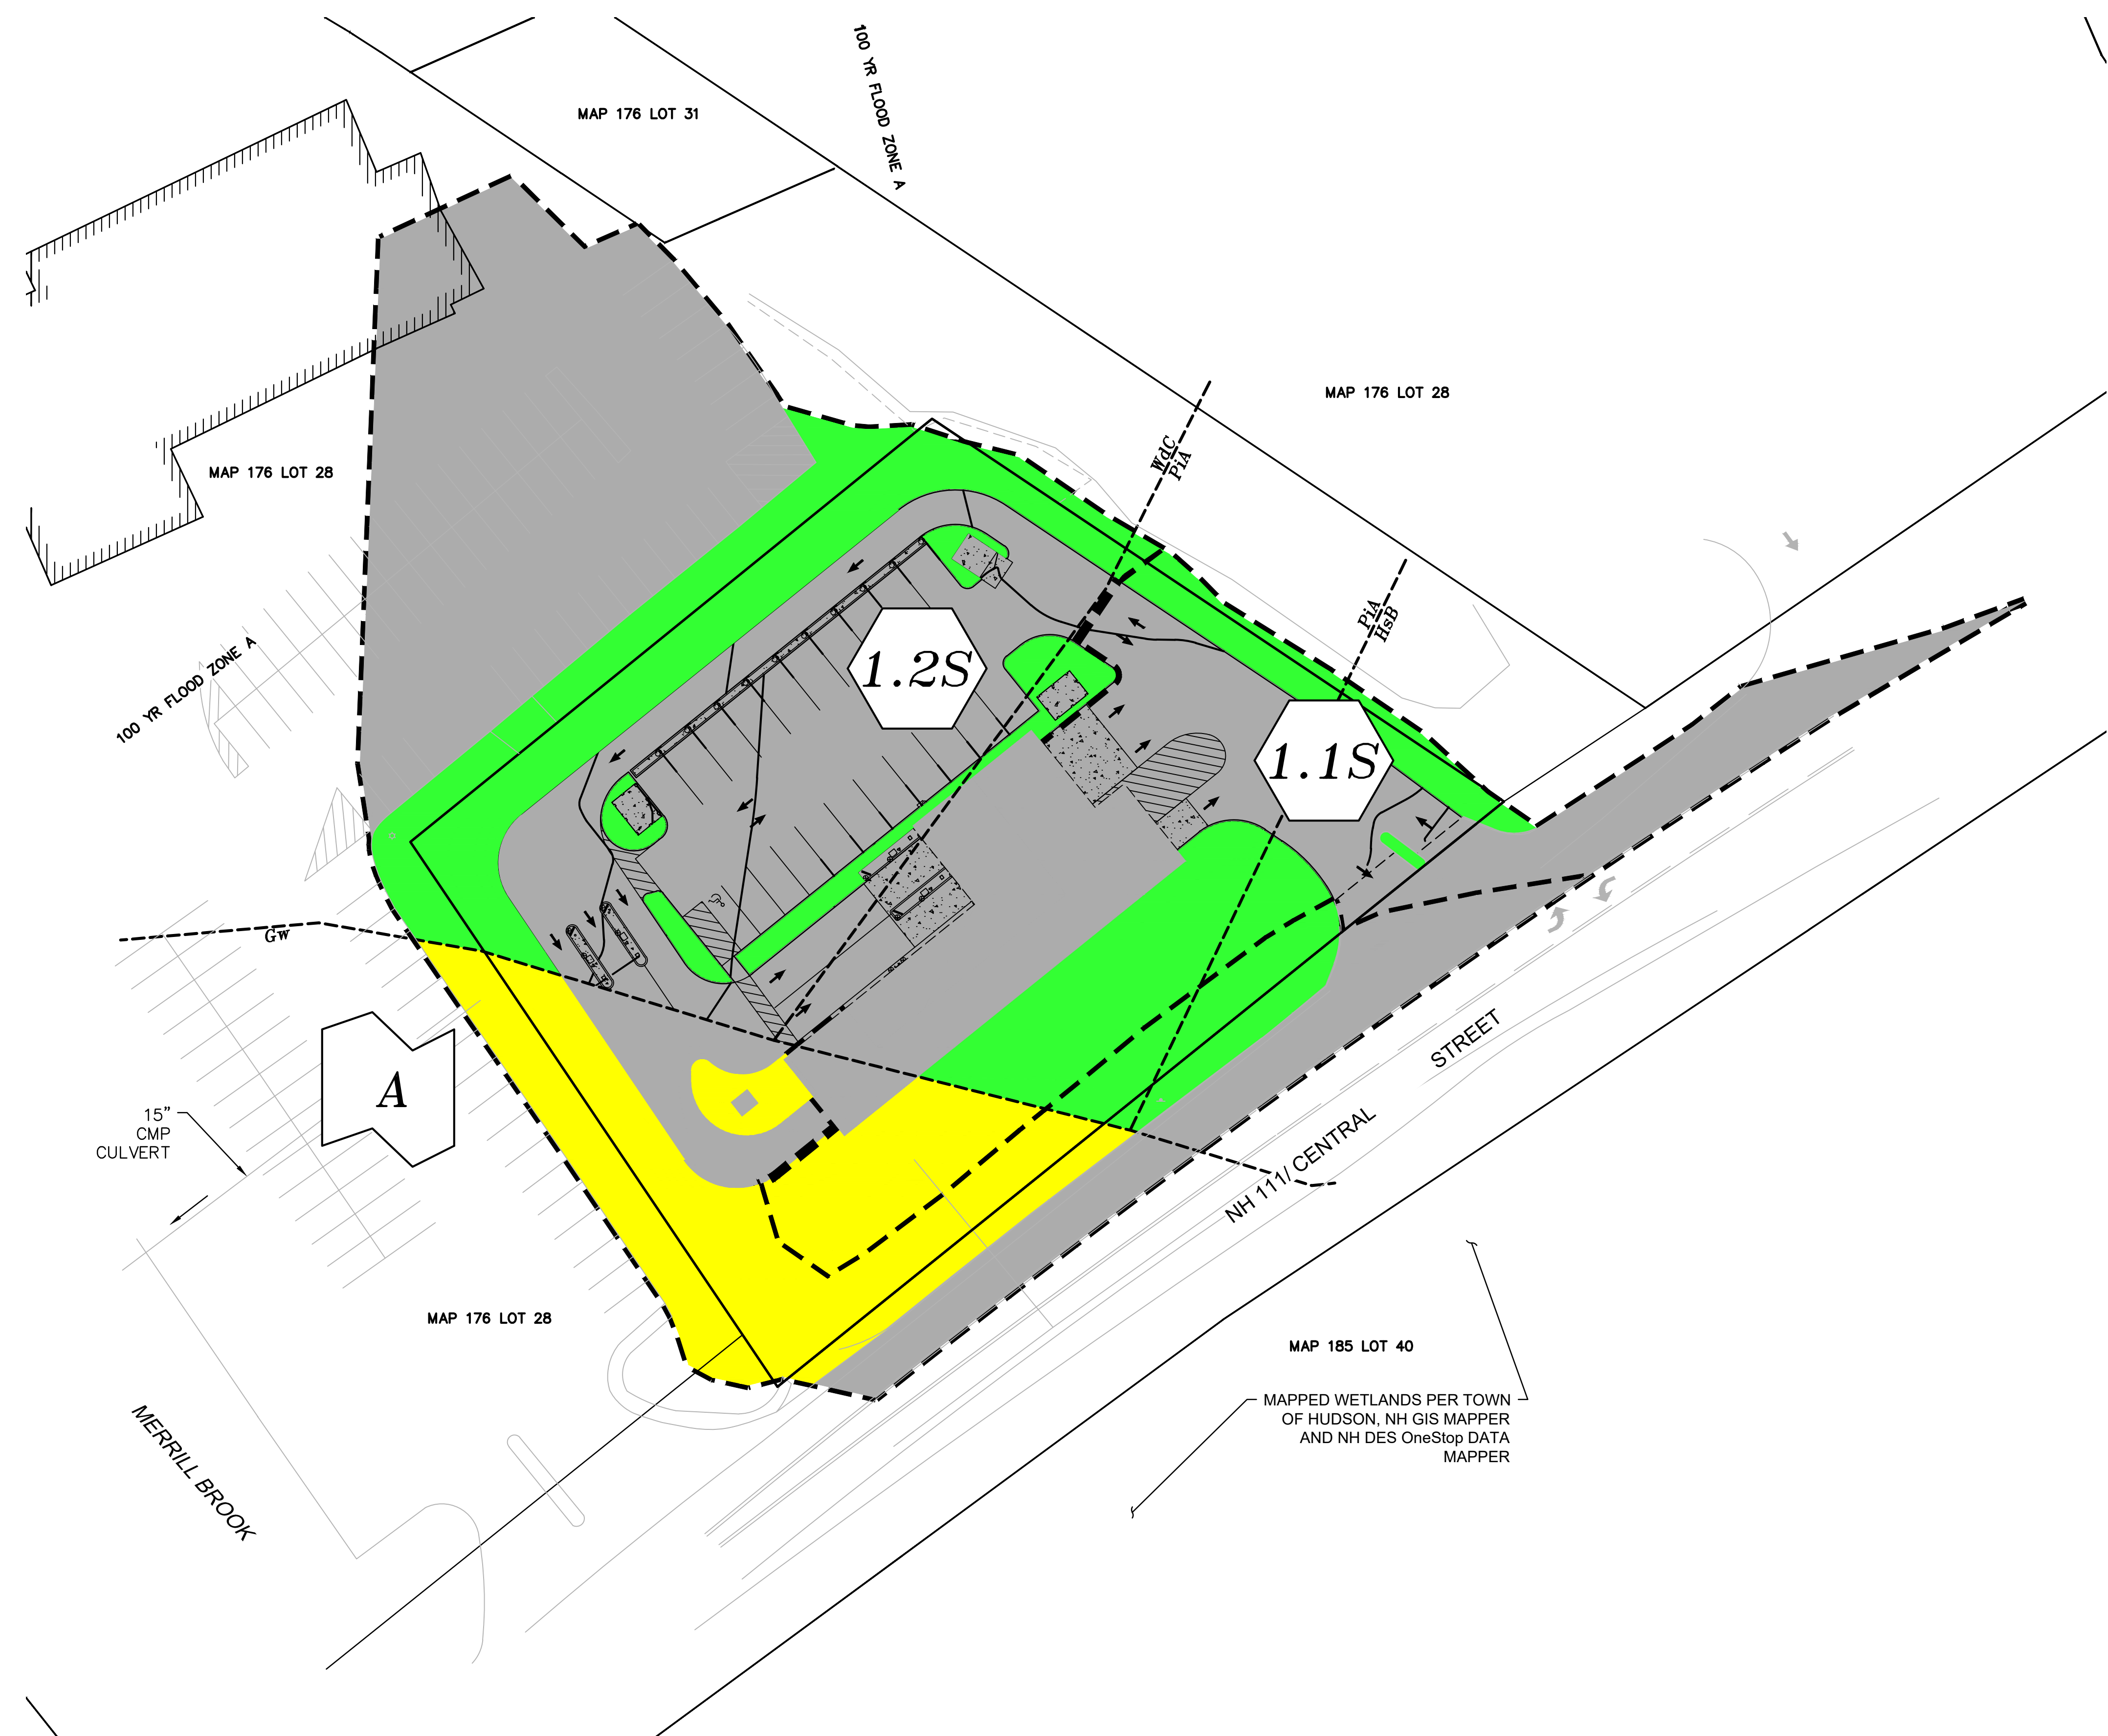 100 YR FLOOD ZONE A
MAP 176 LOT 31
MAP 176 LOT 28
WdC
PiA
MAP 176 LOT 28
PiA
HsB
100 YR FLOOD ZONE A
1.2S
1.1S
Gw
A
15"
CMP
CULVERT
NH 111/ CENTRAL STREET
MAP 176 LOT 28
MAP 185 LOT 40
MAPPED WETLANDS PER TOWN
OF HUDSON, NH GIS MAPPER
AND NH DES OneStop DATA
MAPPER
MERRILL BROOK